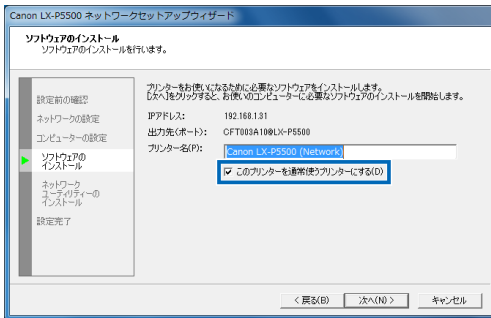 Canon LX-P5500 ネットワークセットアップウィザード
ソフトウェアのインストール
ソフトウェアのインストールを行います。
設定前の確認
ネットワークの設定
コンピューターの設定
ソフトウェアの
インストール
ネットワーク
ユーティリティーの
インストール
設定完了
プリンターをお使いになるために必要なソフトウェアをインストールします。
[次へ]をクリックすると、お使いのコンピューターに必要なソフトウェアのインストールを開始します。
IPアドレス: 192.168.1.31
出力先(ポート): CFT003A10@LX-P5500
プリンター名(P): Canon LX-P5500 (Network)
このプリンターを通常使うプリンターにする(D)
< 戻る(B) 次へ(N) > キャンセル